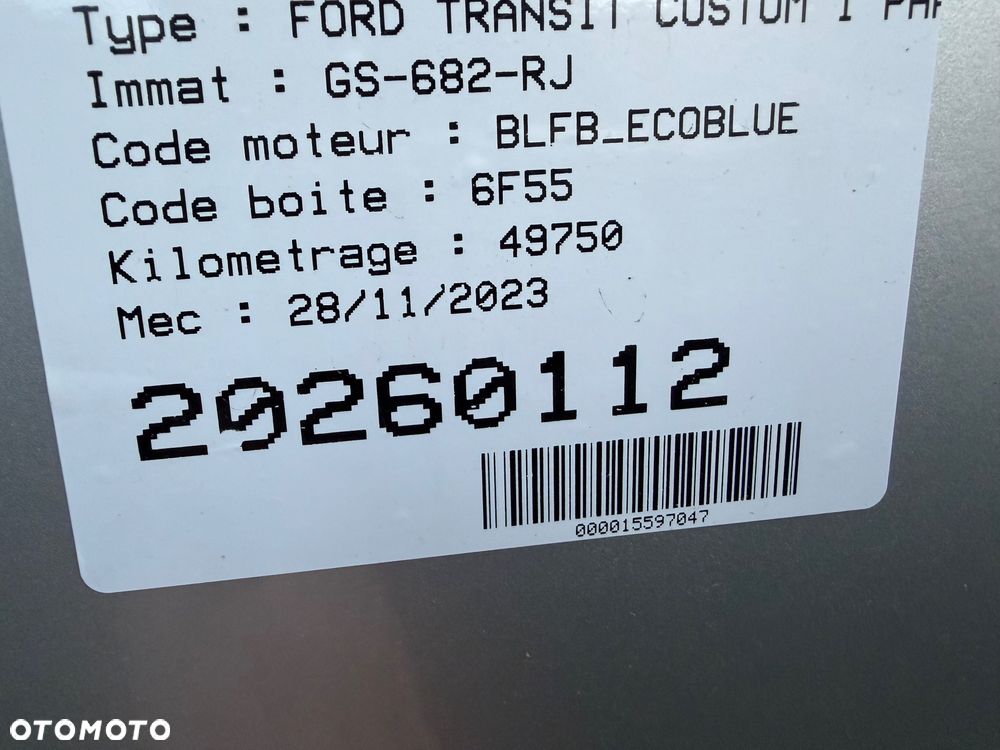 Type : FORD TRANSIT CUSTOM 1
Immat : GS-682-RJ
Code moteur : BLFB_ECOBLUE
Code boite : 6F55
Kilometrage : 49750
Mec : 28/11/2023
20260112
000015597047
OTOMOTO